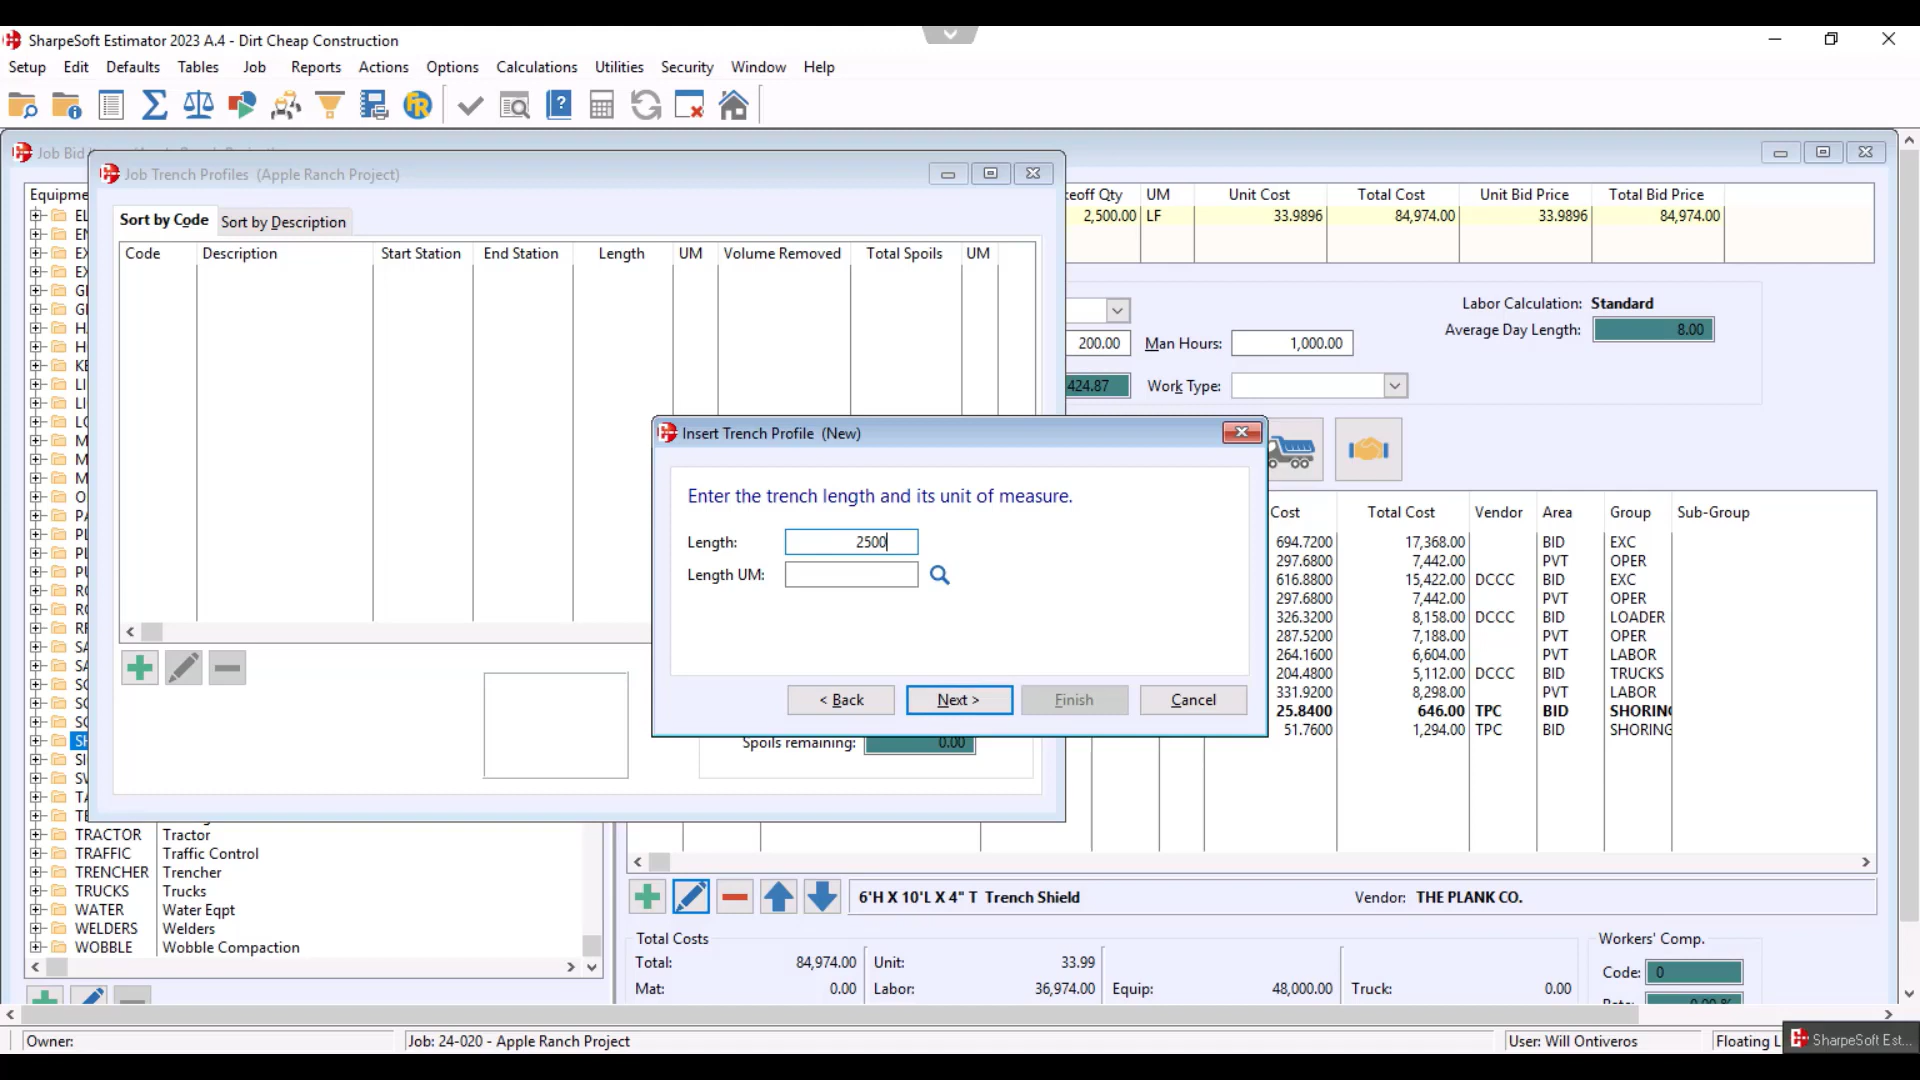 SharpeSoft Estimator 2023 A.4 - Dirt Cheap Construction
Setup Edit Defaults Tables Job Reports Actions Options Calculations Utilities Security Window Help
Job Bid
Job Trench Profiles (Apple Ranch Project)
Equipme
Sort by Code Sort by Description
Code Description Start Station End Station Length UM Volume Removed Total Spoils UM
eoff Qty UM Unit Cost Total Cost Unit Bid Price Total Bid Price
2,500.00 LF 33.9896 84,974.00 33.9896 84,974.00
Labor Calculation: Standard
Average Day Length: 8.00
200.00 Man Hours: 1,000.00
424.87 Work Type:
Insert Trench Profile (New)
Enter the trench length and its unit of measure.
Length: 2500
Length UM:
< Back Next > Finish Cancel
Spoils remaining: 0.00
Cost Total Cost Vendor Area Group Sub-Group
694.7200 17,368.00 BID EXC
297.6800 7,442.00 PVT OPER
616.8800 15,422.00 DCCC BID EXC
297.6800 7,442.00 PVT OPER
326.3200 8,158.00 DCCC BID LOADER
287.5200 7,188.00 PVT OPER
264.1600 6,604.00 PVT LABOR
204.4800 5,112.00 DCCC BID TRUCKS
331.9200 8,298.00 PVT LABOR
25.8400 646.00 TPC BID SHORING
51.7600 1,294.00 TPC BID SHORING
TRACTOR Tractor
TRAFFIC Traffic Control
TRENCHER Trencher
TRUCKS Trucks
WATER Water Eqpt
WELDERS Welders
WOBBLE Wobble Compaction
6'H X 10'L X 4" T Trench Shield Vendor: THE PLANK CO.
Total Costs
Total: 84,974.00 Unit: 33.99
Mat: 0.00 Labor: 36,974.00 Equip: 48,000.00 Truck: 0.00
Workers' Comp.
Code: 0
Owner: Job: 24-020 - Apple Ranch Project User: Will Ontiveros Floating L
SharpeSoft Est...